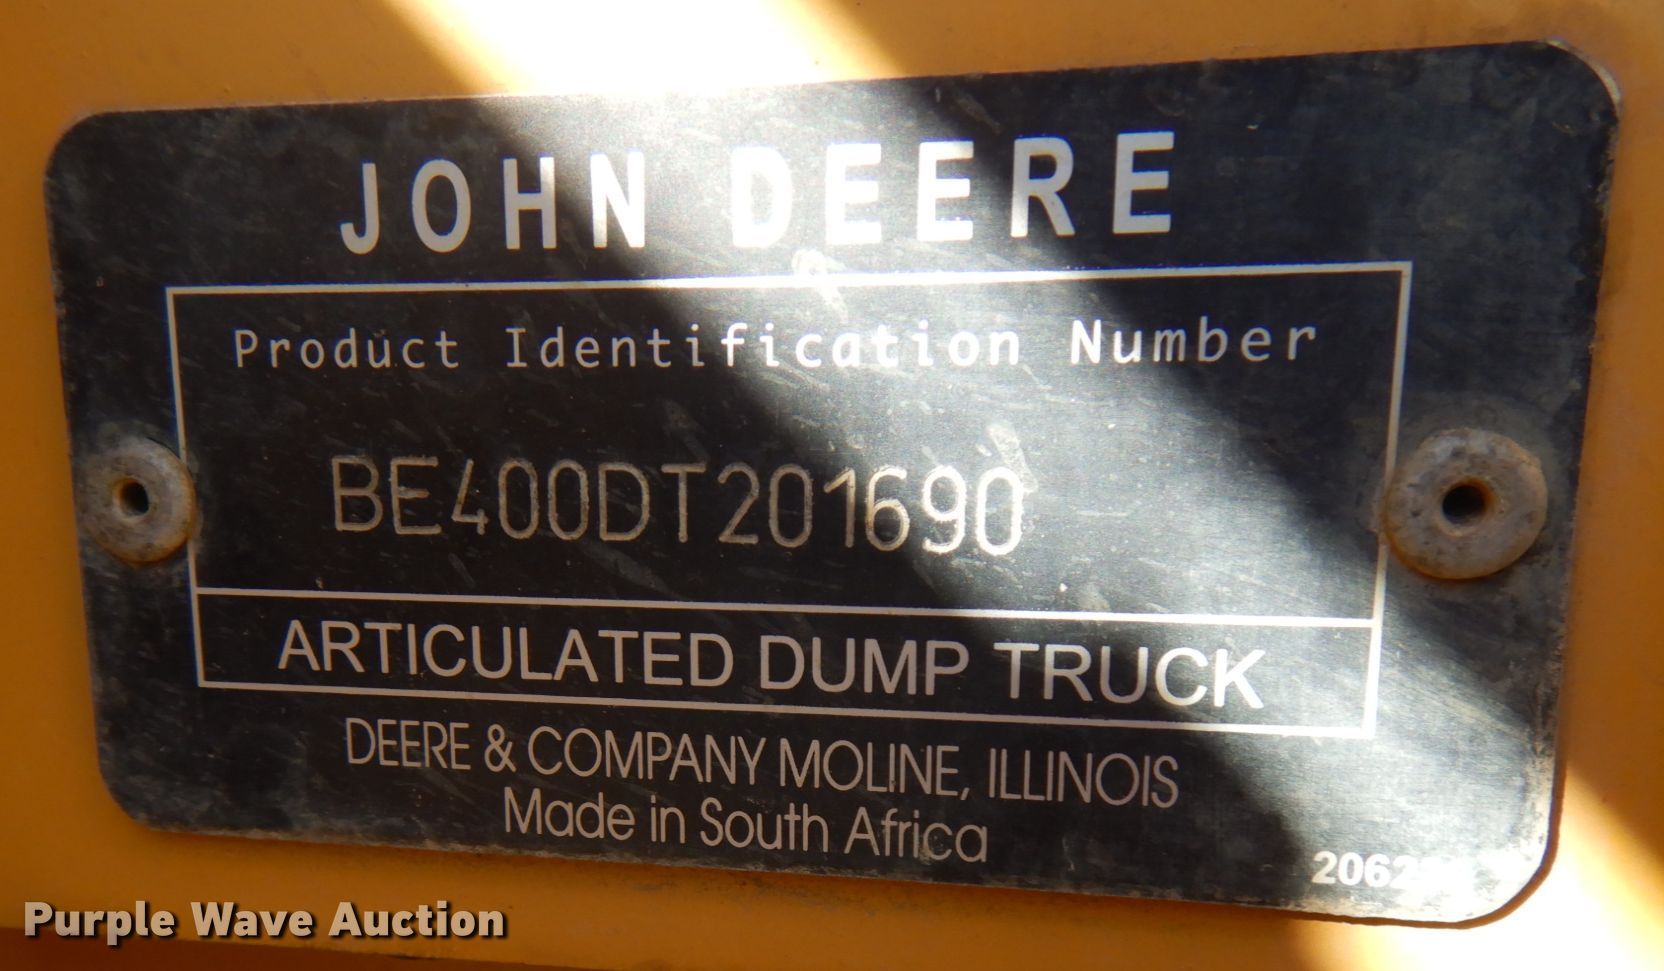 JOHN DEERE
Product Identification Number
BE400DT201690
ARTICULATED DUMP TRUCK
DEERE & COMPANY MOLINE, ILLINOIS
Made in South Africa
Purple Wave Auction